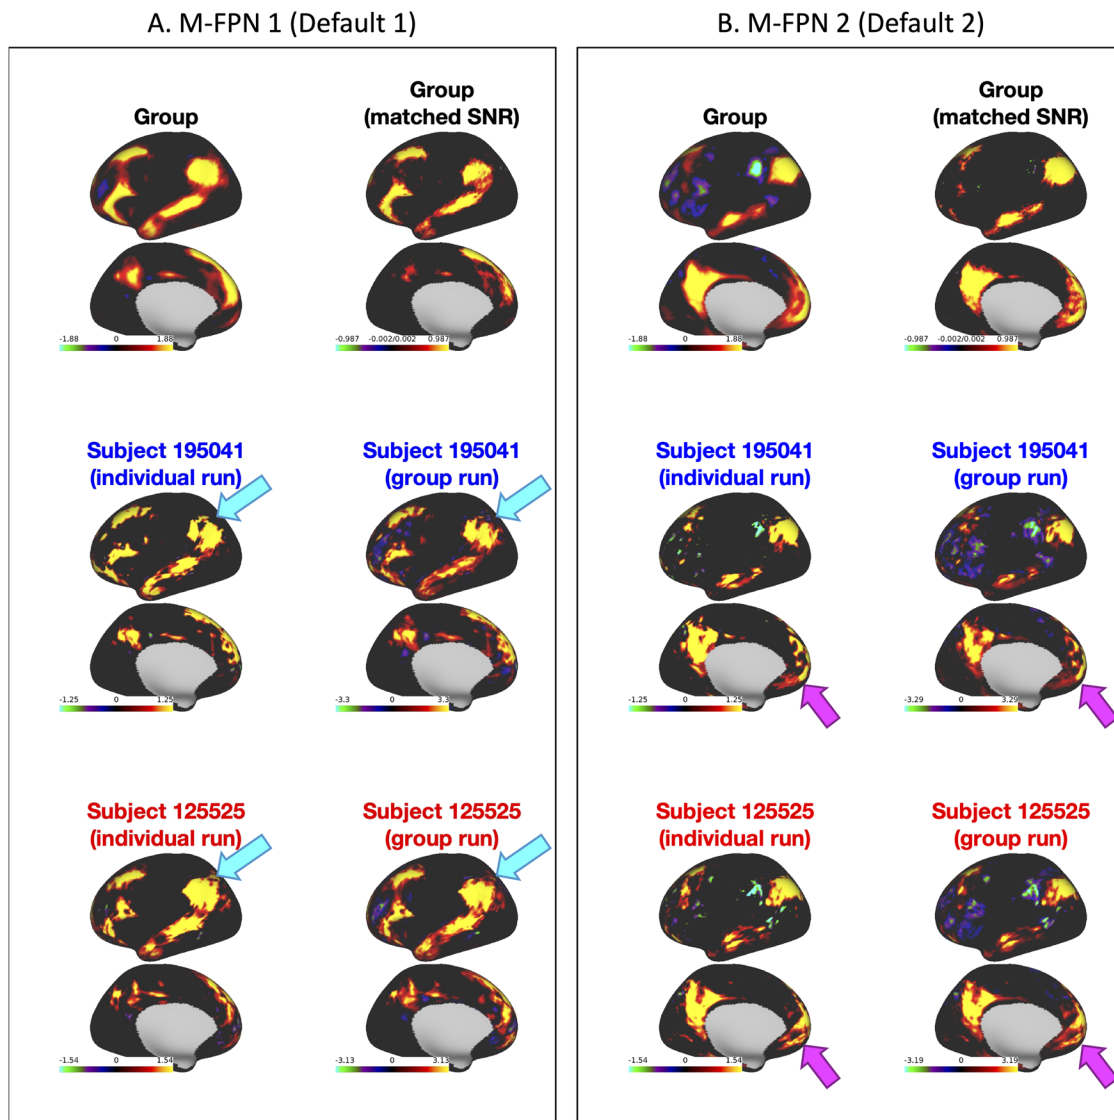 A. M-FPN 1 (Default 1)
B. M-FPN 2 (Default 2)
Group
Group
(matched SNR)
-1.88 0 1.88
-0.987 -0.002/0.002 0.987
Group
Group
(matched SNR)
-1.88 0 1.88
-0.987 -0.002/0.002 0.987
Subject 195041
(individual run)
Subject 195041
(group run)
-1.25 0 1.25
-3.3 0 3.3
Subject 195041
(individual run)
Subject 195041
(group run)
-1.25 0 1.25
-3.29 0 3.29
Subject 125525
(individual run)
Subject 125525
(group run)
-1.54 0 1.54
-3.13 0 3.13
Subject 125525
(individual run)
Subject 125525
(group run)
-1.54 0 1.54
-3.19 0 3.19